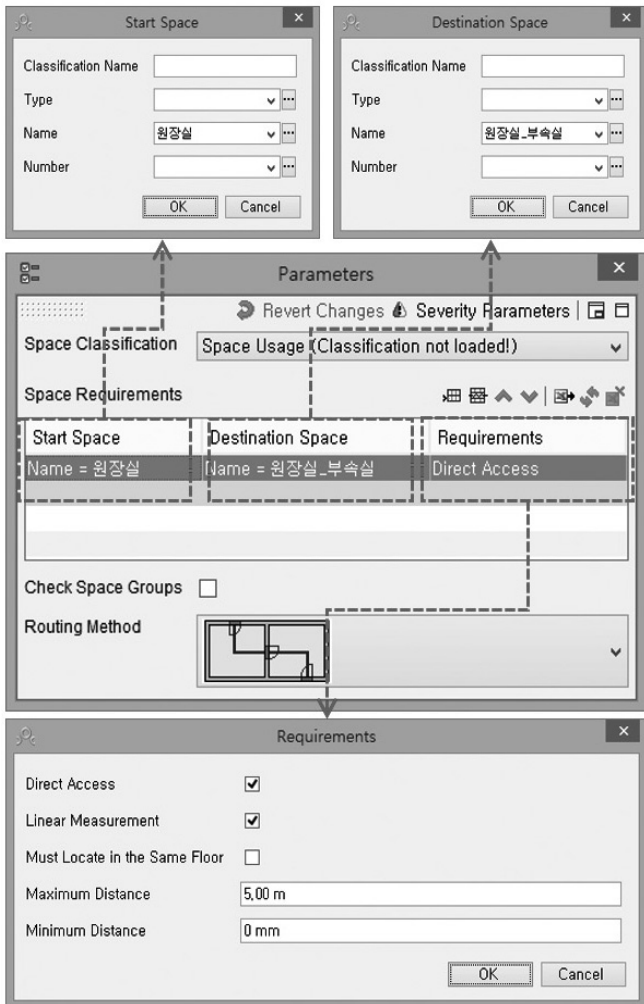 Start Space
Classification Name
Type
Name 원장실
Number
OK Cancel
Destination Space
Classification Name
Type
Name 원장실_부속실
Number
OK Cancel
Parameters
Revert Changes Severity Parameters
Space Classification Space Usage (Classification not loaded!)
Space Requirements
Start Space Destination Space Requirements
Name = 원장실 Name = 원장실_부속실 Direct Access
Check Space Groups
Routing Method
Requirements
Direct Access
Linear Measurement
Must Locate in the Same Floor
Maximum Distance 5,00 m
Minimum Distance 0 mm
OK Cancel